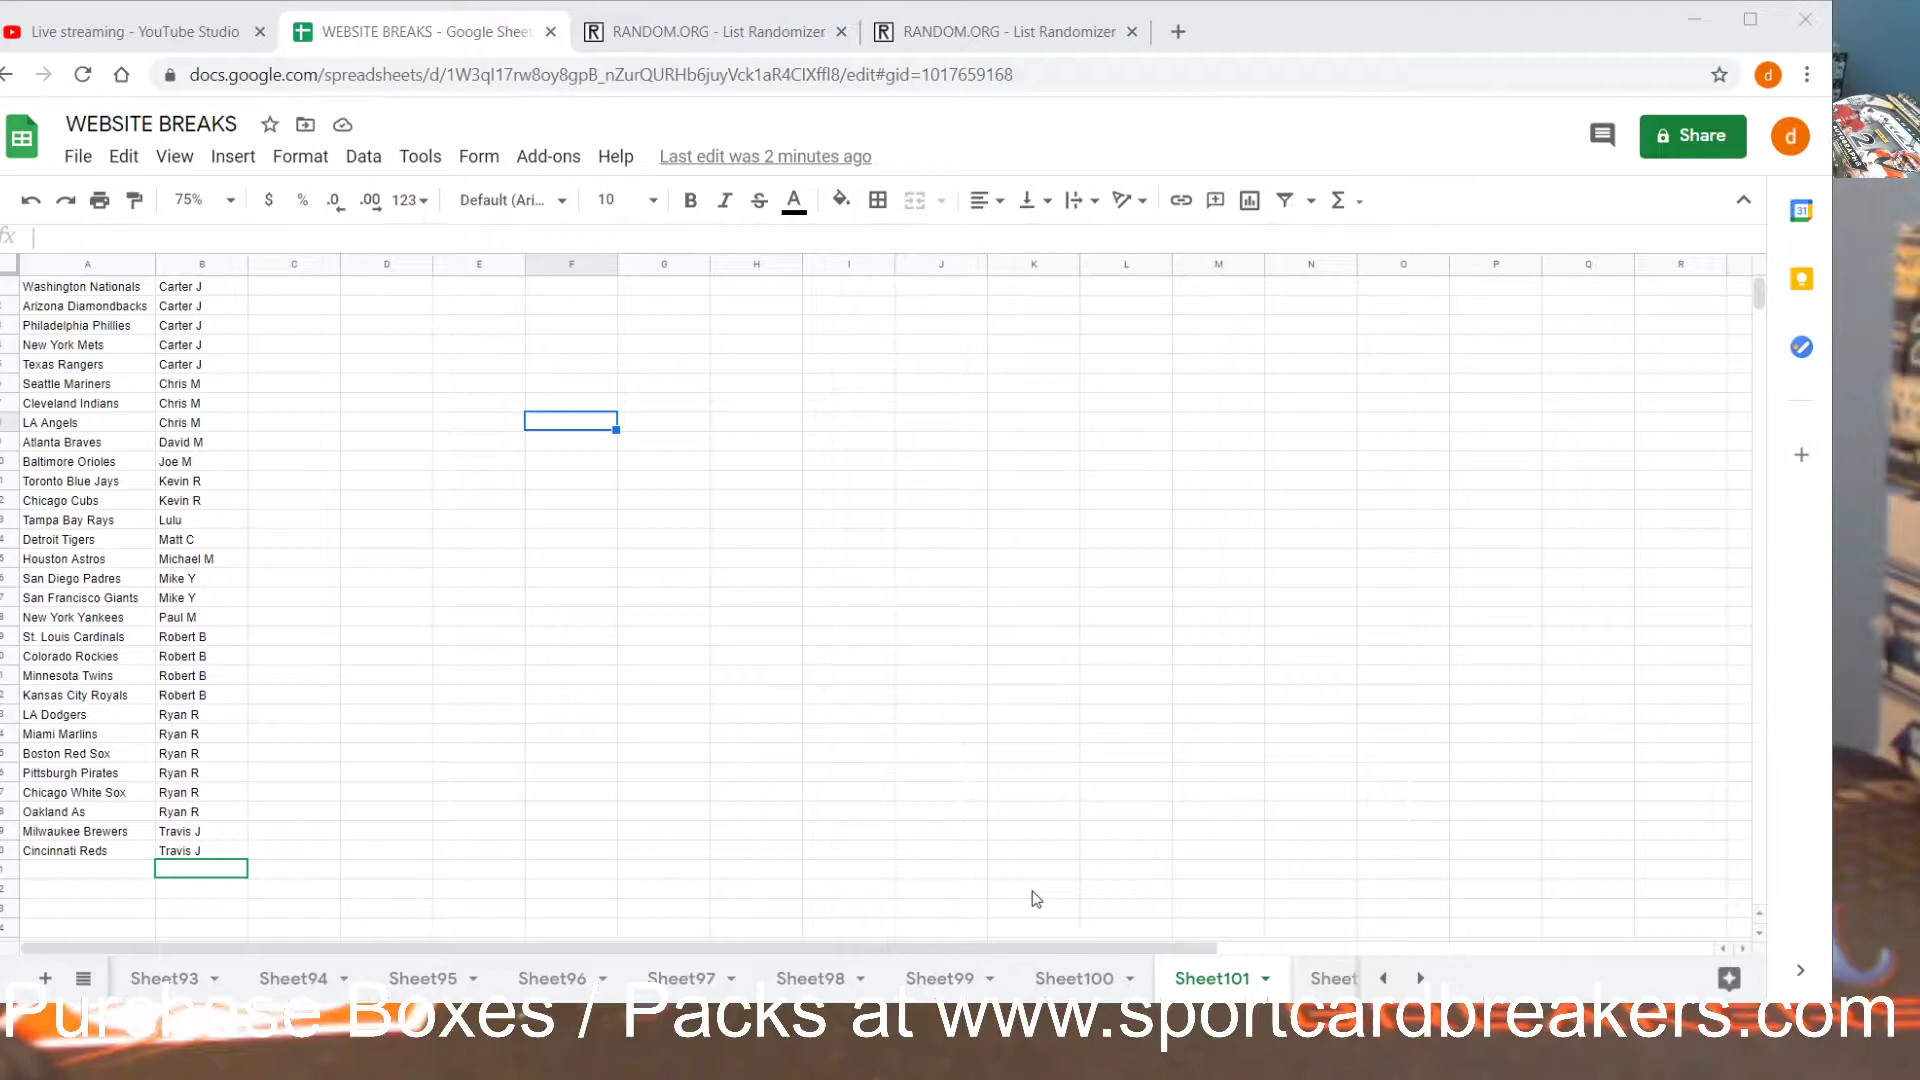 Live streaming - YouTube Studio
WEBSITE BREAKS - Google Sheet
RANDOM.ORG - List Randomizer
RANDOM.ORG - List Randomizer
docs.google.com/spreadsheets/d/1W3qI17rw8oy8gpB_nZurQURHb6juyVck1aR4CIXffl8/edit#gid=1017659168
d
WEBSITE BREAKS
Share
d
File Edit View Insert Format Data Tools Form Add-ons Help Last edit was 2 minutes ago
75% $ % .0 .00 123 Default (Ari... 10 B I S A
fx
A B C D E F G H I J K L M N O P Q R
Washington Nationals Carter J
Arizona Diamondbacks Carter J
Philadelphia Phillies Carter J
New York Mets Carter J
Texas Rangers Carter J
Seattle Mariners Chris M
Cleveland Indians Chris M
LA Angels Chris M
Atlanta Braves David M
Baltimore Orioles Joe M
Toronto Blue Jays Kevin R
Chicago Cubs Kevin R
Tampa Bay Rays Lulu
Detroit Tigers Matt C
Houston Astros Michael M
San Diego Padres Mike Y
San Francisco Giants Mike Y
New York Yankees Paul M
St. Louis Cardinals Robert B
Colorado Rockies Robert B
Minnesota Twins Robert B
Kansas City Royals Robert B
LA Dodgers Ryan R
Miami Marlins Ryan R
Boston Red Sox Ryan R
Pittsburgh Pirates Ryan R
Chicago White Sox Ryan R
Oakland As Ryan R
Milwaukee Brewers Travis J
Cincinnati Reds Travis J
Sheet93 Sheet94 Sheet95 Sheet96 Sheet97 Sheet98 Sheet99 Sheet100 Sheet101 Sheet
Purchase Boxes / Packs at www.sportcardbreakers.com
31
AUTOGRAPHS